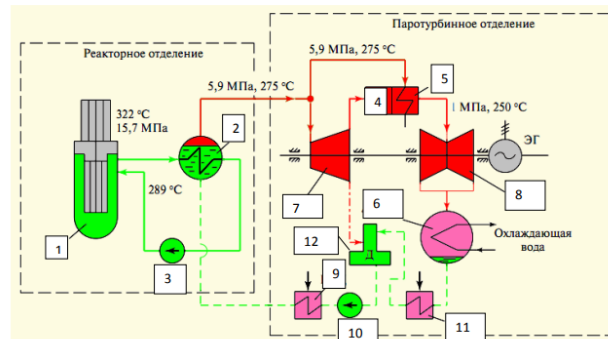 Паротурбинное отделение
Реакторное отделение
5,9 МПа, 275 °C
5
5,9 МПа, 275 °C
4
322 °C
15,7 МПа
2
МПа, 250 °C
ЭГ
289 °C
7
6
8
Охлаждающая
вода
1
12
3
Д
9
10
11